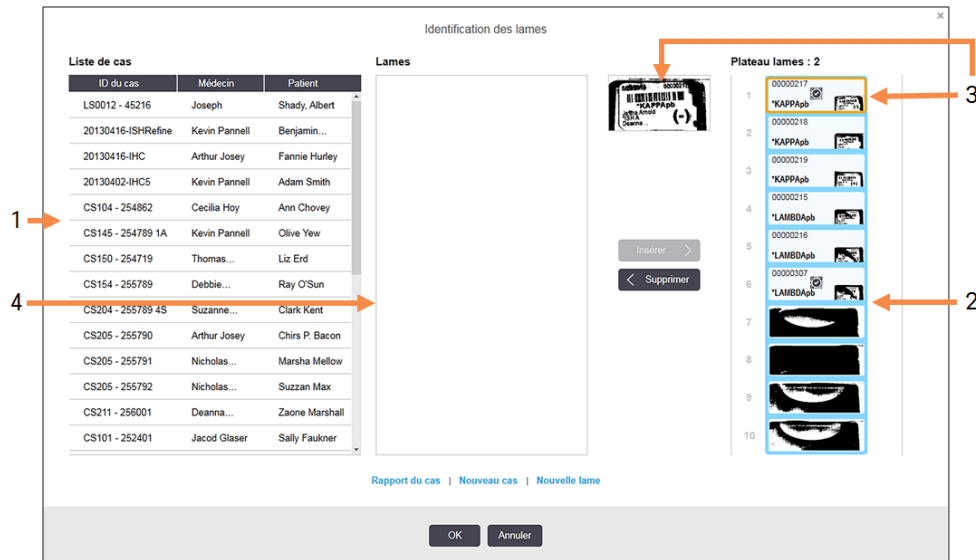 ×
Identification des lames
Liste de cas
ID du cas Médecin Patient
LS0012 - 45216 Joseph Shady, Albert
20130416-ISHRefine Kevin Pannell Benjamin...
20130416-IHC Arthur Josey Fannie Hurley
20130402-IHC5 Kevin Pannell Adam Smith
CS104 - 254862 Cecilia Hoy Ann Chovey
CS145 - 254789 1A Kevin Pannell Olive Yew
CS150 - 254719 Thomas... Liz Erd
CS154 - 255789 Debbie... Ray O'Sun
CS204 - 255789 4S Suzanne... Clark Kent
CS205 - 255790 Arthur Josey Chirs P. Bacon
CS205 - 255791 Nicholas... Marsha Mellow
CS205 - 255792 Nicholas... Suzzan Max
CS211 - 256001 Deanna... Zaone Marshall
CS101 - 252401 Jacod Glaser Sally Faukner
1
4
Lames
*KAPPApb
(-)
Insérer
Supprimer
Plateau lames : 2
1
00000217
*KAPPApb
2
00000218
*KAPPApb
3
00000219
*KAPPApb
4
00000215
*LAMBDApb
5
00000216
*LAMBDApb
6
00000307
*LAMBDApb
7
8
9
10
3
2
Rapport du cas | Nouveau cas | Nouvelle lame
OK Annuler